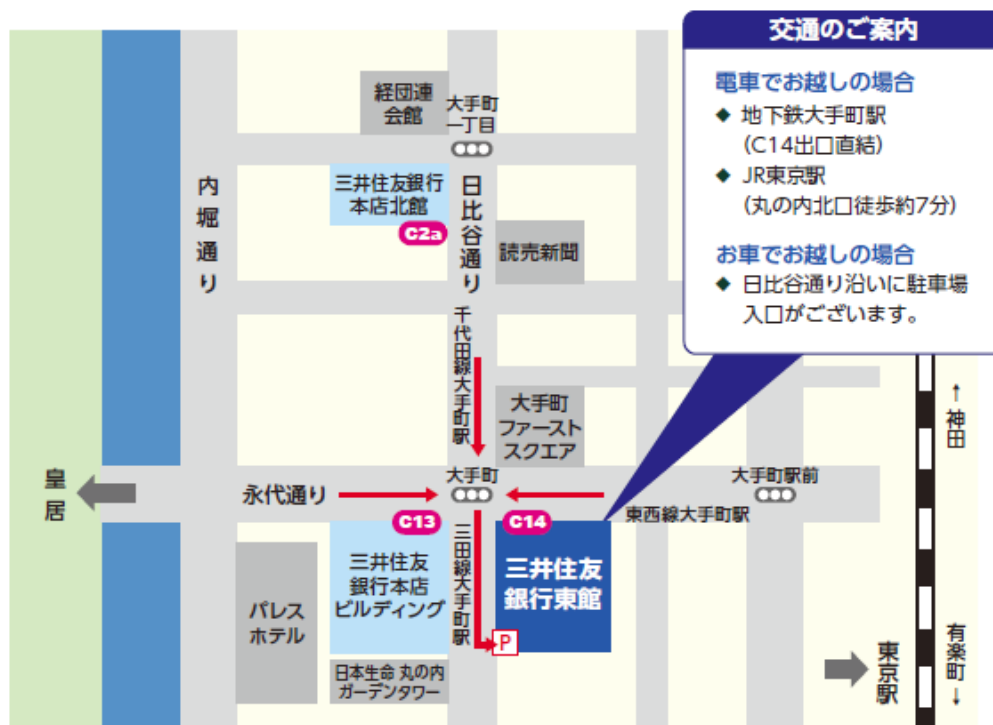 交通のご案内
電車でお越しの場合
◆ 地下鉄大手町駅
(C14出口直結)
◆ JR東京駅
(丸の内北口徒歩約7分)
お車でお越しの場合
◆ 日比谷通り沿いに駐車場
入口がございます。
経団連
会館
大手町
一丁目
三井住友銀行
本店北館
C2a
内堀通り
日比谷通り
読売新聞
千代田線大手町駅
大手町
ファースト
スクエア
↑神田
皇居
永代通り
大手町
大手町駅前
東西線大手町駅
C13
C14
三井住友
銀行本店
ビルディング
三田線大手町駅
三井住友
銀行東館
パレス
ホテル
P
日本生命 丸の内
ガーデンタワー
東京駅
有楽町↓